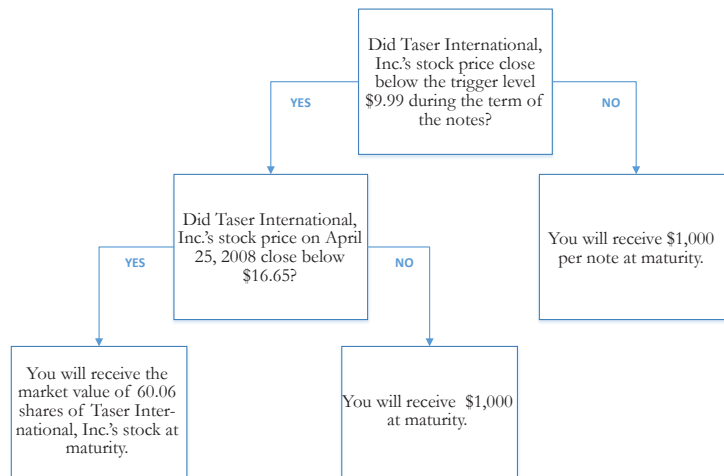 Did Taser International,
Inc.'s stock price close
below the trigger level
$9.99 during the term of
the notes?
YES
NO
Did Taser International,
Inc.'s stock price on April
25, 2008 close below
$16.65?
You will receive $1,000
per note at maturity.
YES
NO
You will receive the
market value of 60.06
shares of Taser Inter-
national, Inc.'s stock at
maturity.
You will receive $1,000
at maturity.